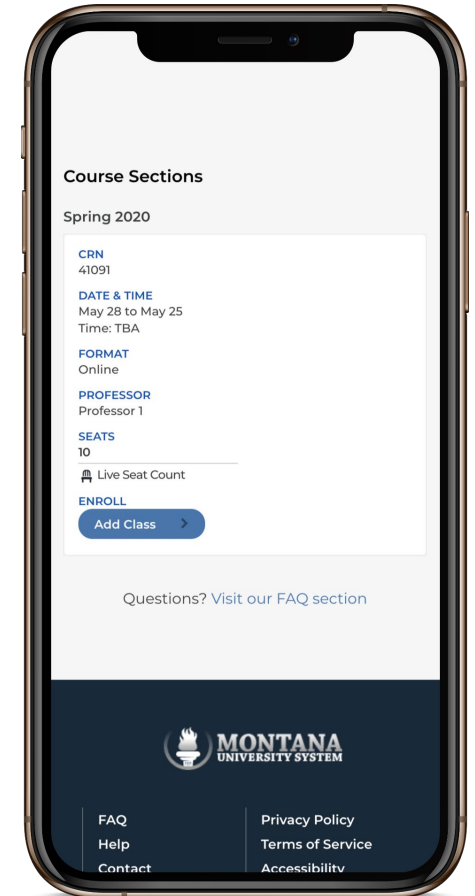 Course Sections
Spring 2020
CRN
41091
DATE & TIME
May 28 to May 25
Time: TBA
FORMAT
Online
PROFESSOR
Professor 1
SEATS
10
Live Seat Count
ENROLL
Add Class
Questions? Visit our FAQ section
MONTANA
UNIVERSITY SYSTEM
FAQ
Help
Contact
Privacy Policy
Terms of Service
Accessibility